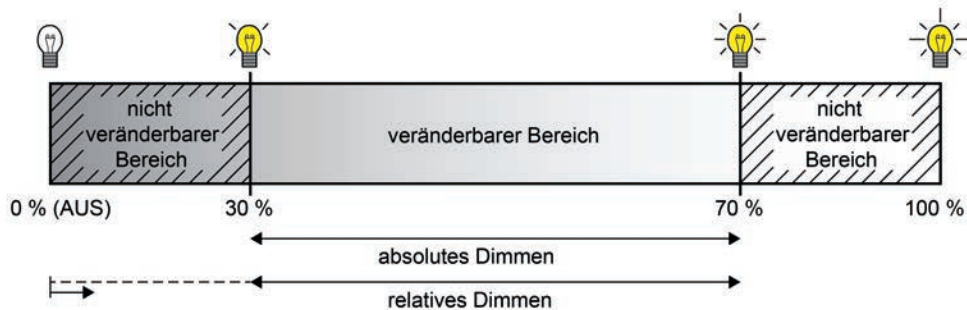 nicht
veränderbarer
Bereich
veränderbarer Bereich
nicht
veränderbarer
Bereich
0 % (AUS)
30 %
70 %
100 %
absolutes Dimmen
relatives Dimmen